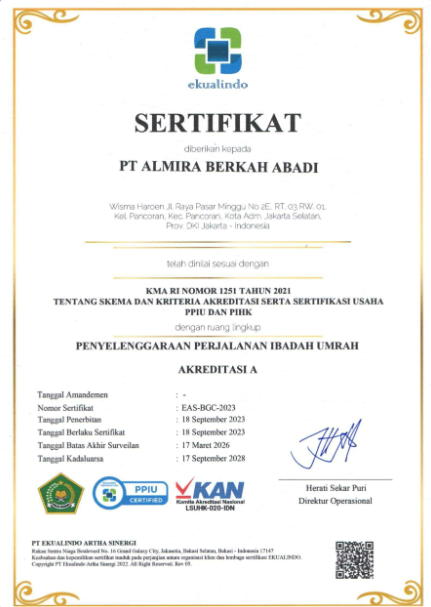 ekualindo
SERTIFIKAT
diberikan kepada
PT ALMIRA BERKAH ABADI
Wisma Haroen Jl. Raya Pasar Minggu No 2E, RT. 03 RW. 01,
Kel. Pancoran, Kec. Pancoran, Kota Adm. Jakarta Selatan,
Prov. DKI Jakarta - Indonesia
telah dinilai sesuai dengan
KMA RI NOMOR 1251 TAHUN 2021
TENTANG SKEMA DAN KRITERIA AKREDITASI SERTA SERTIFIKASI USAHA
PPIU DAN PIHK
dengan ruang lingkup
PENYELENGGARAAN PERJALANAN IBADAH UMRAH
AKREDITASI A
Tanggal Amandemen : -
Nomor Sertifikat : EAS-BGC-2023
Tanggal Penerbitan : 18 September 2023
Tanggal Berlaku Sertifikat : 18 September 2023
Tanggal Batas Akhir Surveilan : 17 Maret 2026
Tanggal Kadaluarsa : 17 September 2028
PPIU
CERTIFIED
KAN
Komite Akreditasi Nasional
LSUHK-020-IDN
Herati Sekar Puri
Direktur Operasional
PT EKUALINDO ARTHA SINERGI
Rukan Sentra Niaga Boulevard No. 16 Grand Galaxy City, Jakasetia, Bekasi Selatan, Bekasi - Indonesia 17147
Keabsahan dan kepemilikan sertifikat tunduk pada perjanjian antara organisasi klien dan lembaga sertifikasi EKUALINDO.
Copyright PT Ekualindo Artha Sinergi 2022. All Right Reserved. Rev 05.